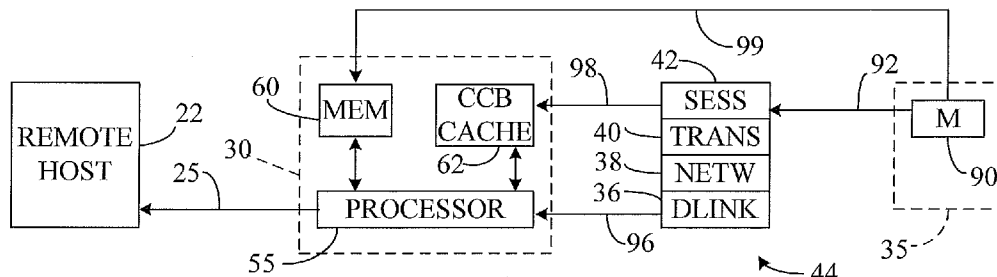 99
60
98
42
92
MEM
CCB
CACHE
SESS
M
22
REMOTE
HOST
40
TRANS
30
62
38
NETW
90
25
36
PROCESSOR
DLINK
55
96
44
35